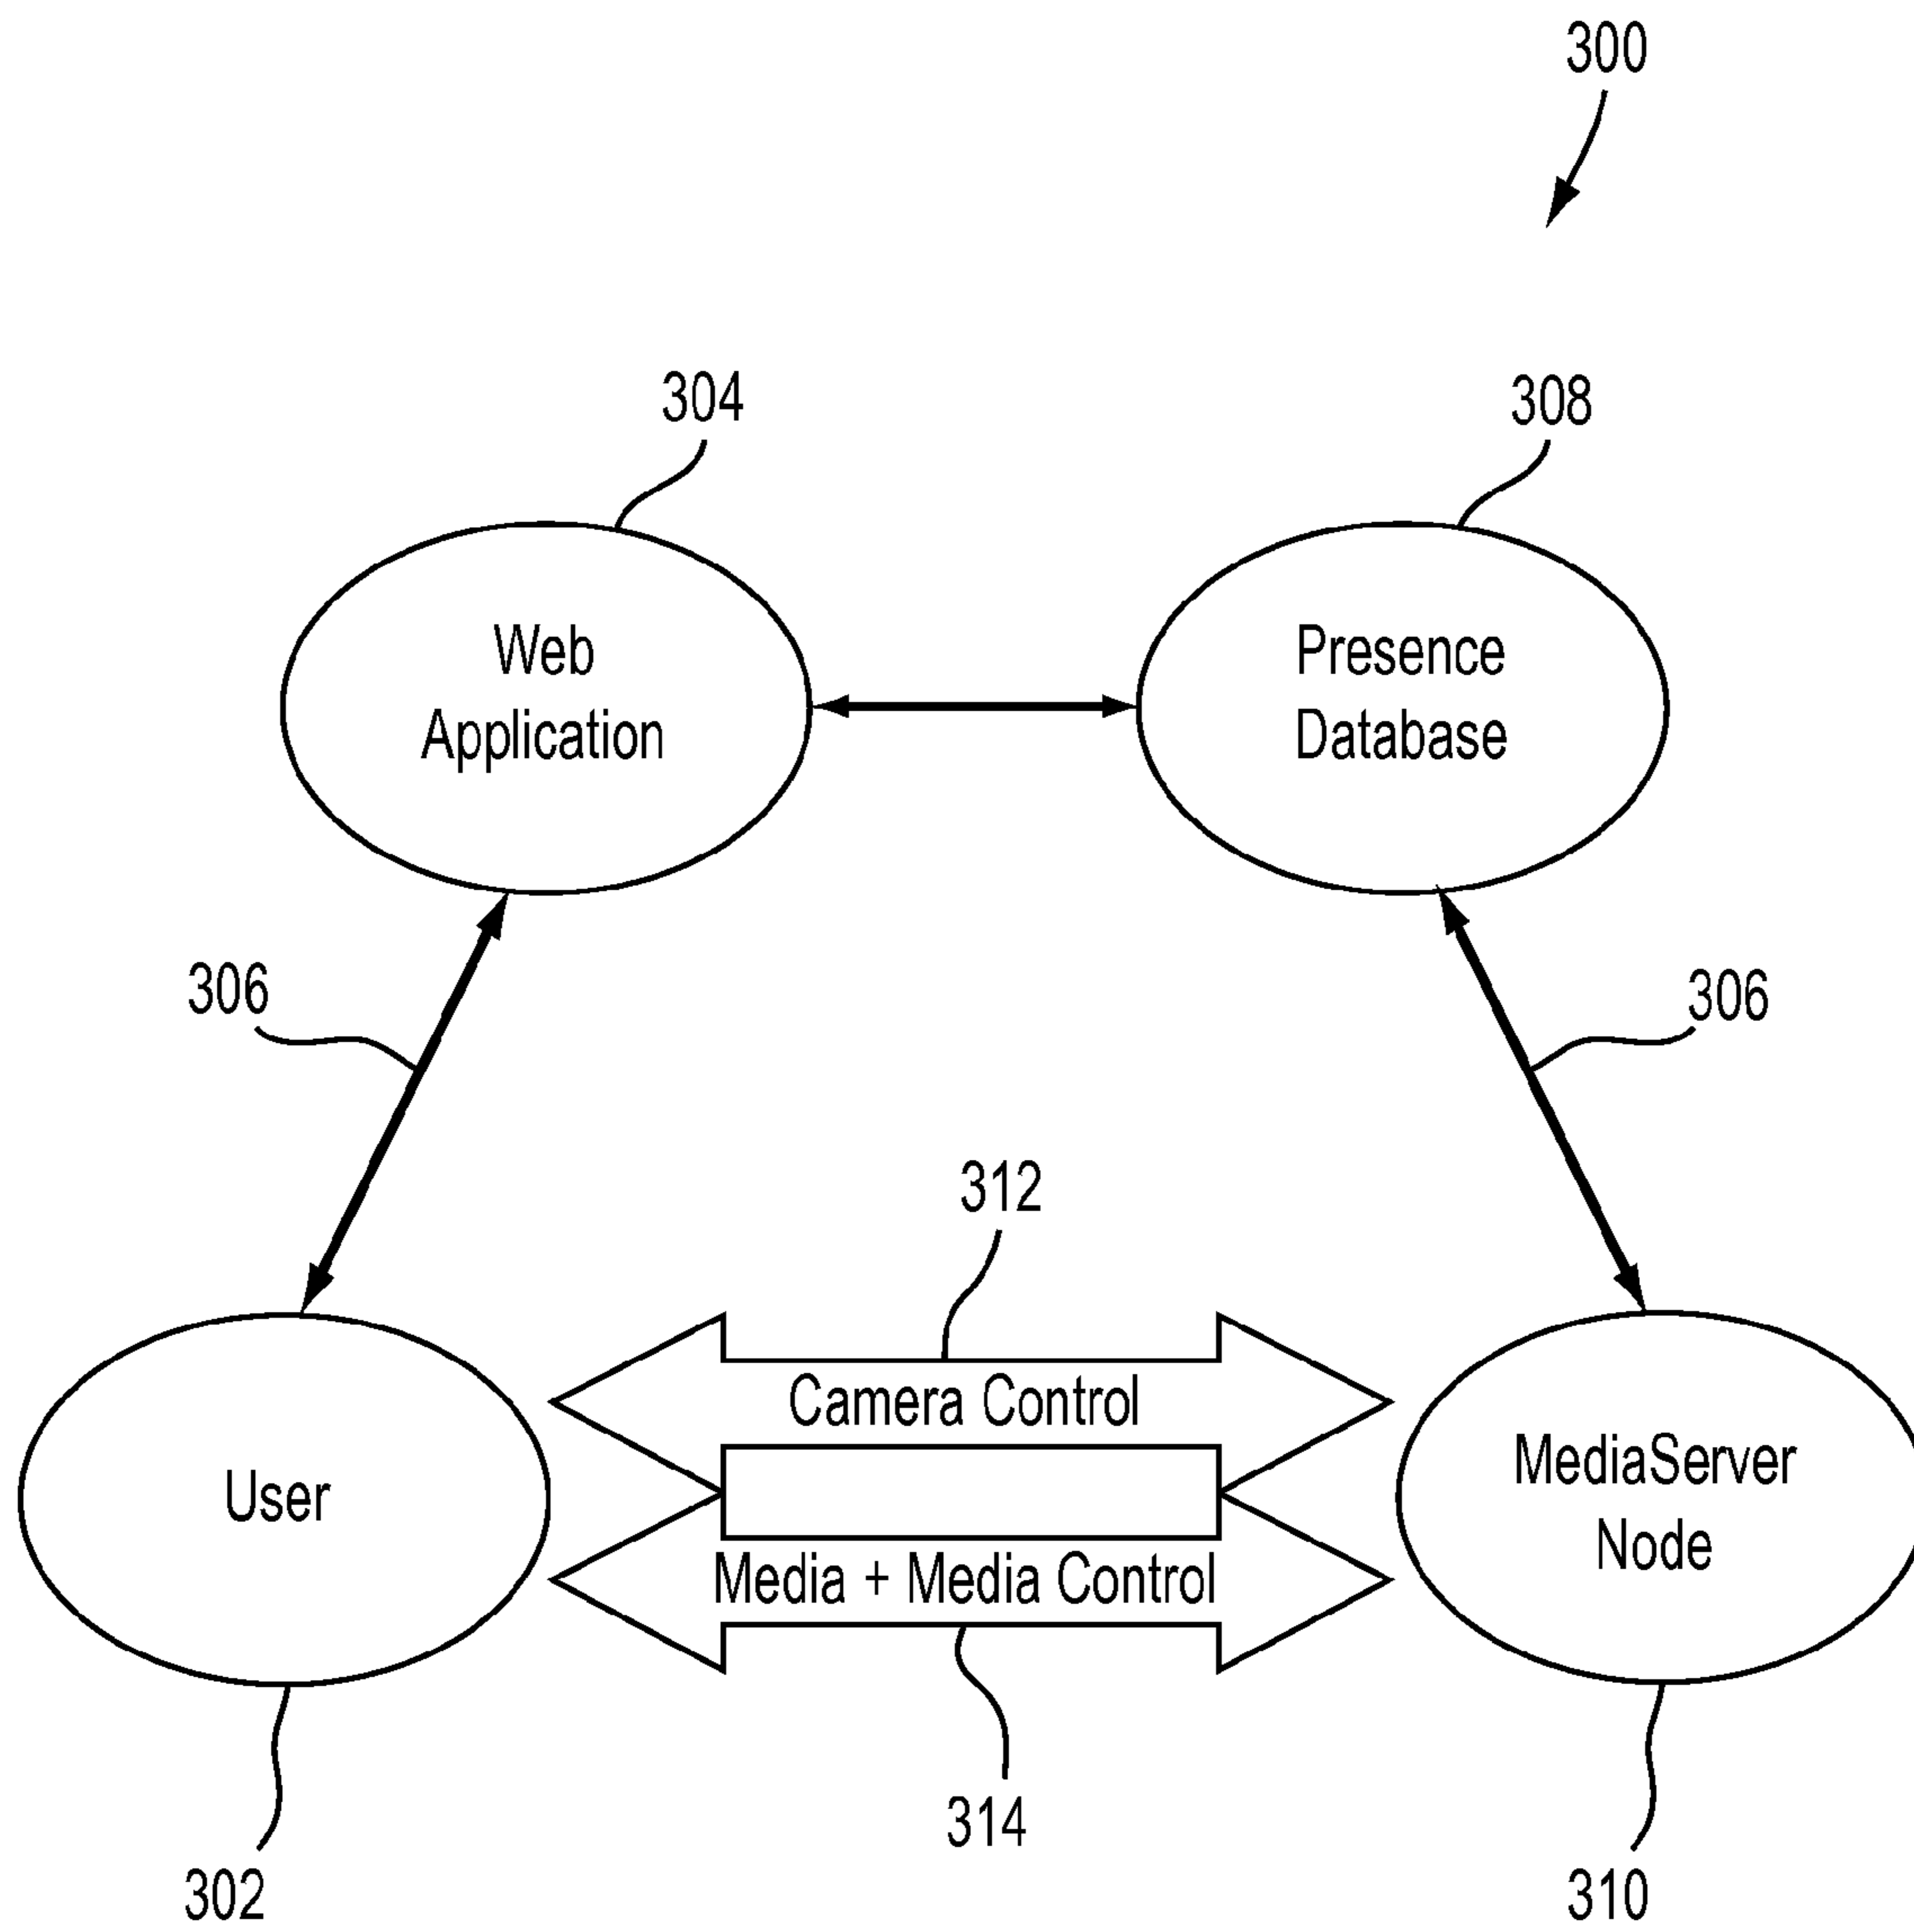 300
304
308
Web
Application
Presence
Database
306
306
312
Camera Control
User
MediaServer
Node
Media + Media Control
314
302
310